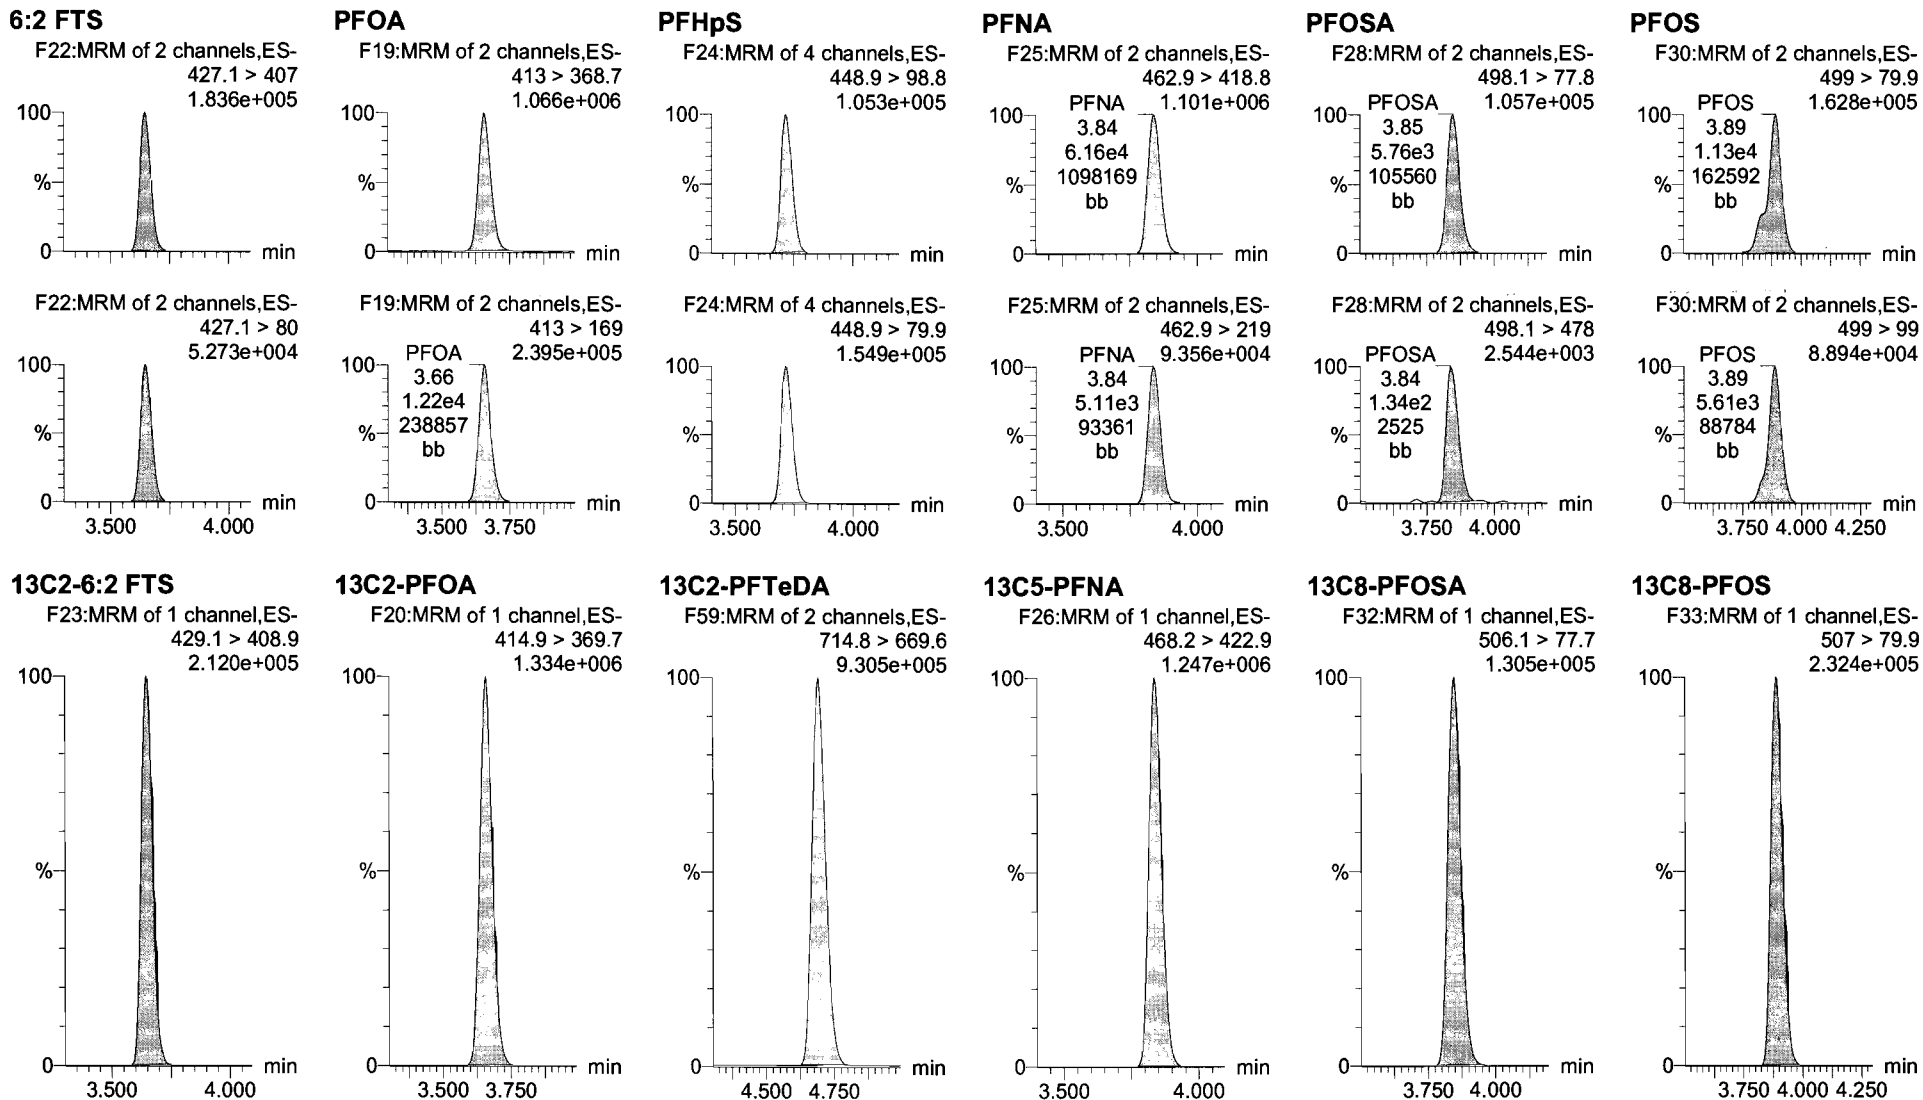 6:2 FTS
F22:MRM of 2 channels,ES-
427.1 > 407
1.836e+005
100
%
0
min
PFOA
F19:MRM of 2 channels,ES-
413 > 368.7
1.066e+006
100
%
0
min
PFHpS
F24:MRM of 4 channels,ES-
448.9 > 98.8
1.053e+005
100
%
0
min
PFNA
F25:MRM of 2 channels,ES-
462.9 > 418.8
1.101e+006
PFNA
3.84
6.16e4
1098169
bb
100
%
0
min
PFOSA
F28:MRM of 2 channels,ES-
498.1 > 77.8
1.057e+005
PFOSA
3.85
5.76e3
105560
bb
100
%
0
min
PFOS
F30:MRM of 2 channels,ES-
499 > 79.9
1.628e+005
PFOS
3.89
1.13e4
162592
bb
100
%
0
min
F22:MRM of 2 channels,ES-
427.1 > 80
5.273e+004
100
%
0
min
3.500 4.000
F19:MRM of 2 channels,ES-
413 > 169
2.395e+005
PFOA
3.66
1.22e4
238857
bb
100
%
0
min
3.500 3.750
F24:MRM of 4 channels,ES-
448.9 > 79.9
1.549e+005
100
%
0
min
3.500 4.000
F25:MRM of 2 channels,ES-
462.9 > 219
9.356e+004
PFNA
3.84
5.11e3
93361
bb
100
%
0
min
3.500 4.000
F28:MRM of 2 channels,ES-
498.1 > 478
2.544e+003
PFOSA
3.84
1.34e2
2525
bb
100
%
0
min
3.750 4.000
F30:MRM of 2 channels,ES-
499 > 99
8.894e+004
PFOS
3.89
5.61e3
88784
bb
100
%
0
min
3.750 4.000 4.250
13C2-6:2 FTS
F23:MRM of 1 channel,ES-
429.1 > 408.9
2.120e+005
100
%
0
min
3.500 4.000
13C2-PFOA
F20:MRM of 1 channel,ES-
414.9 > 369.7
1.334e+006
100
%
0
min
3.500 3.750
13C2-PFTeDA
F59:MRM of 2 channels,ES-
714.8 > 669.6
9.305e+005
100
%
0
min
4.500 4.750
13C5-PFNA
F26:MRM of 1 channel,ES-
468.2 > 422.9
1.247e+006
100
%
0
min
3.500 4.000
13C8-PFOSA
F32:MRM of 1 channel,ES-
506.1 > 77.7
1.305e+005
100
%
0
min
3.750 4.000
13C8-PFOS
F33:MRM of 1 channel,ES-
507 > 79.9
2.324e+005
100
%
0
min
3.750 4.000 4.250